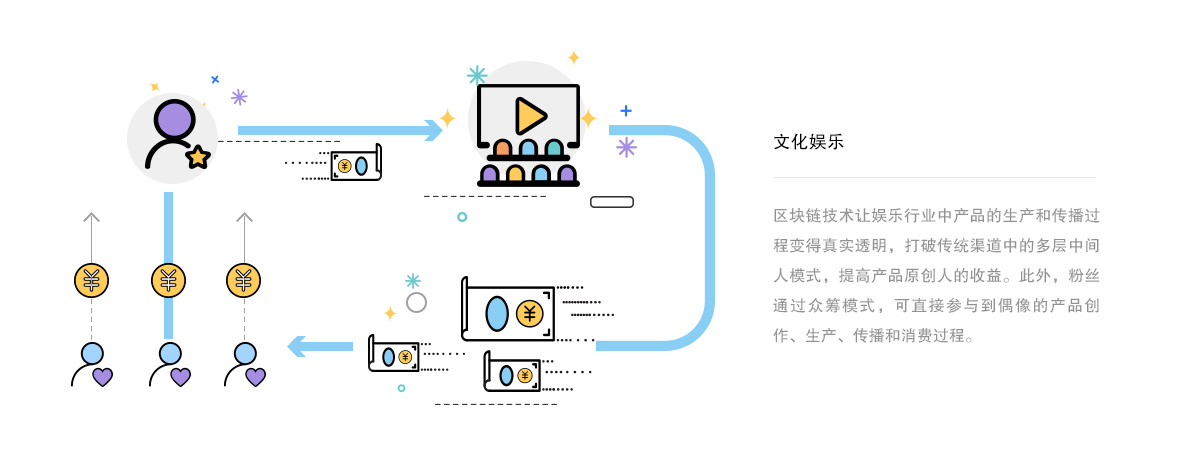 文化娱乐
区块链技术让娱乐行业中产品的生产和传播过
程变得真实透明，打破传统渠道中的多层中间
人模式，提高产品原创人的收益。此外，粉丝
通过众筹模式，可直接参与到偶像的产品创
作、生产、传播和消费过程。